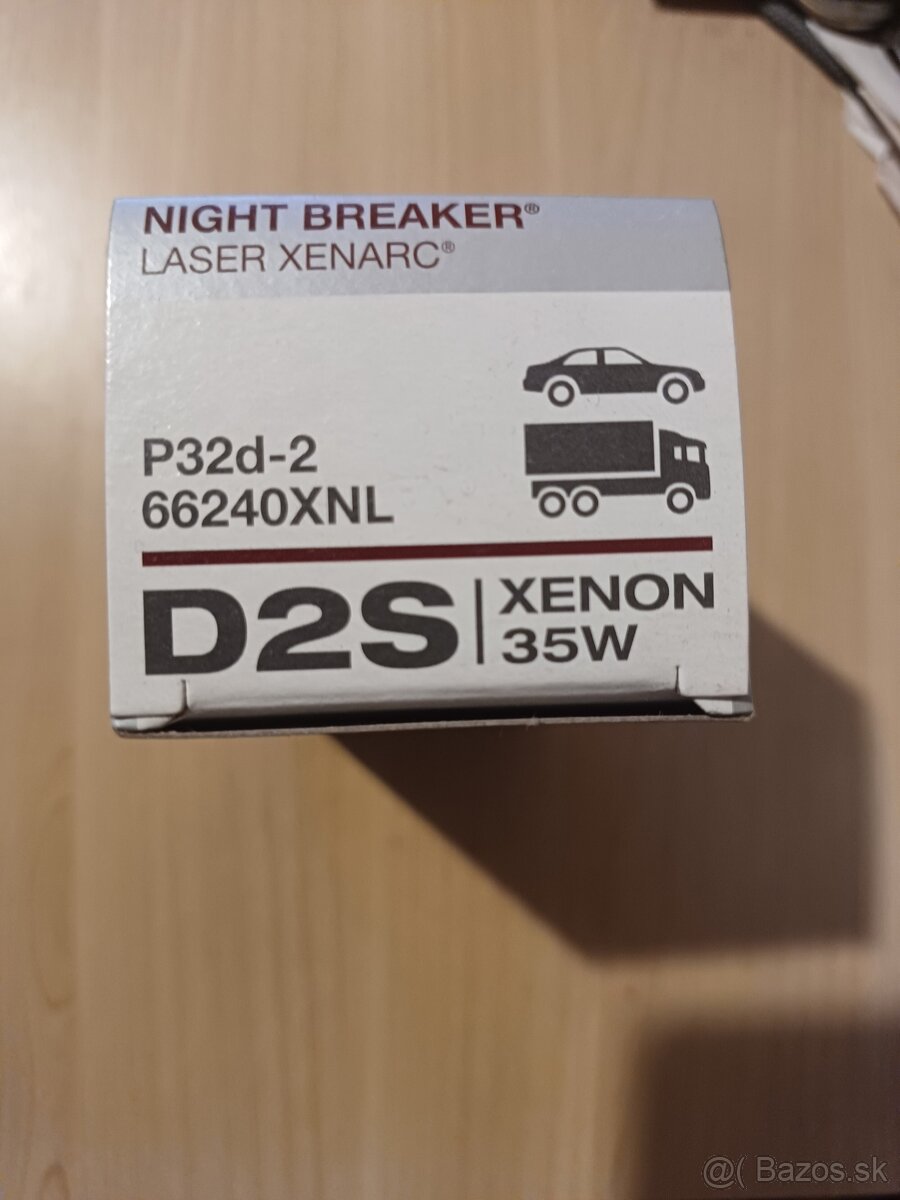 NIGHT BREAKER®
LASER XENARC®
P32d-2
66240XNL
D2S | XENON
35W
@( Bazos.sk